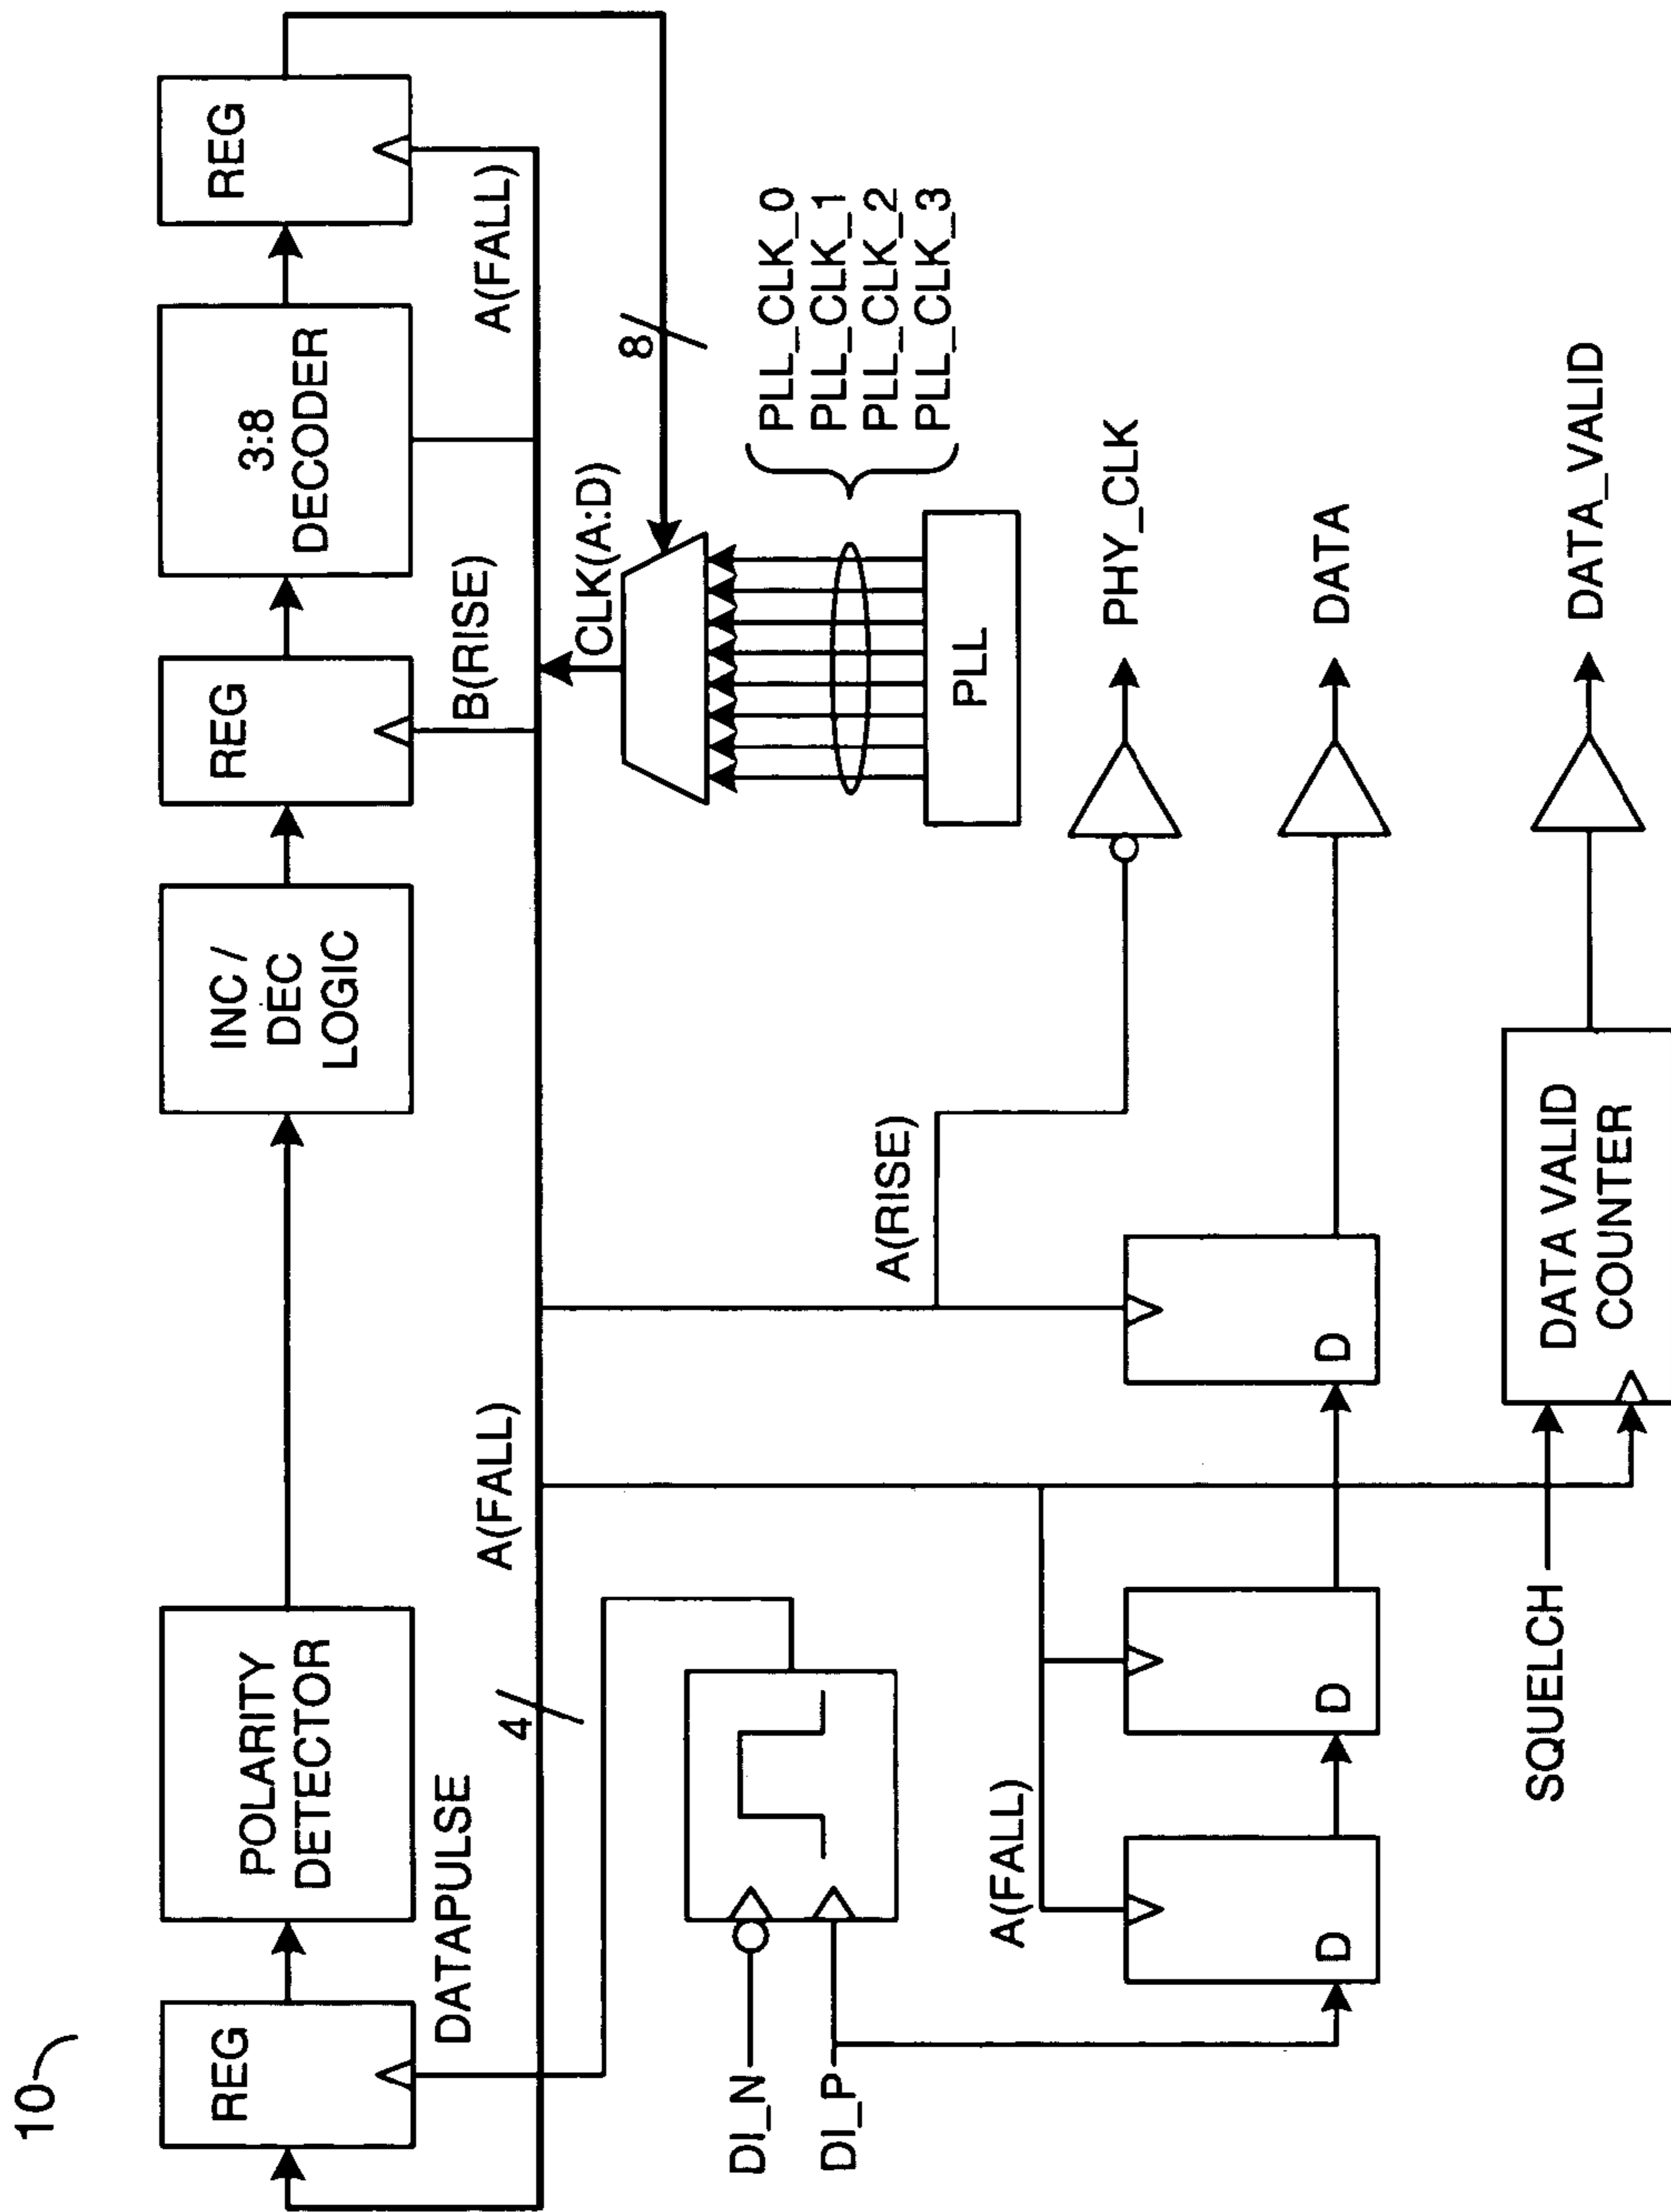 10
REG
POLARITY
DETECTOR
INC /
DEC
LOGIC
REG
3:8
DECODER
REG
DATAPULSE
4
A(FALL)
B(RISE)
A(FALL)
CLK(A:D)
8
PLL_CLK_0
PLL_CLK_1
PLL_CLK_2
PLL_CLK_3
PLL
DI_N
DI_P
A(FALL)
A(RISE)
PHY_CLK
D
D
D
DATA
SQUELCH
DATA VALID
COUNTER
DATA_VALID